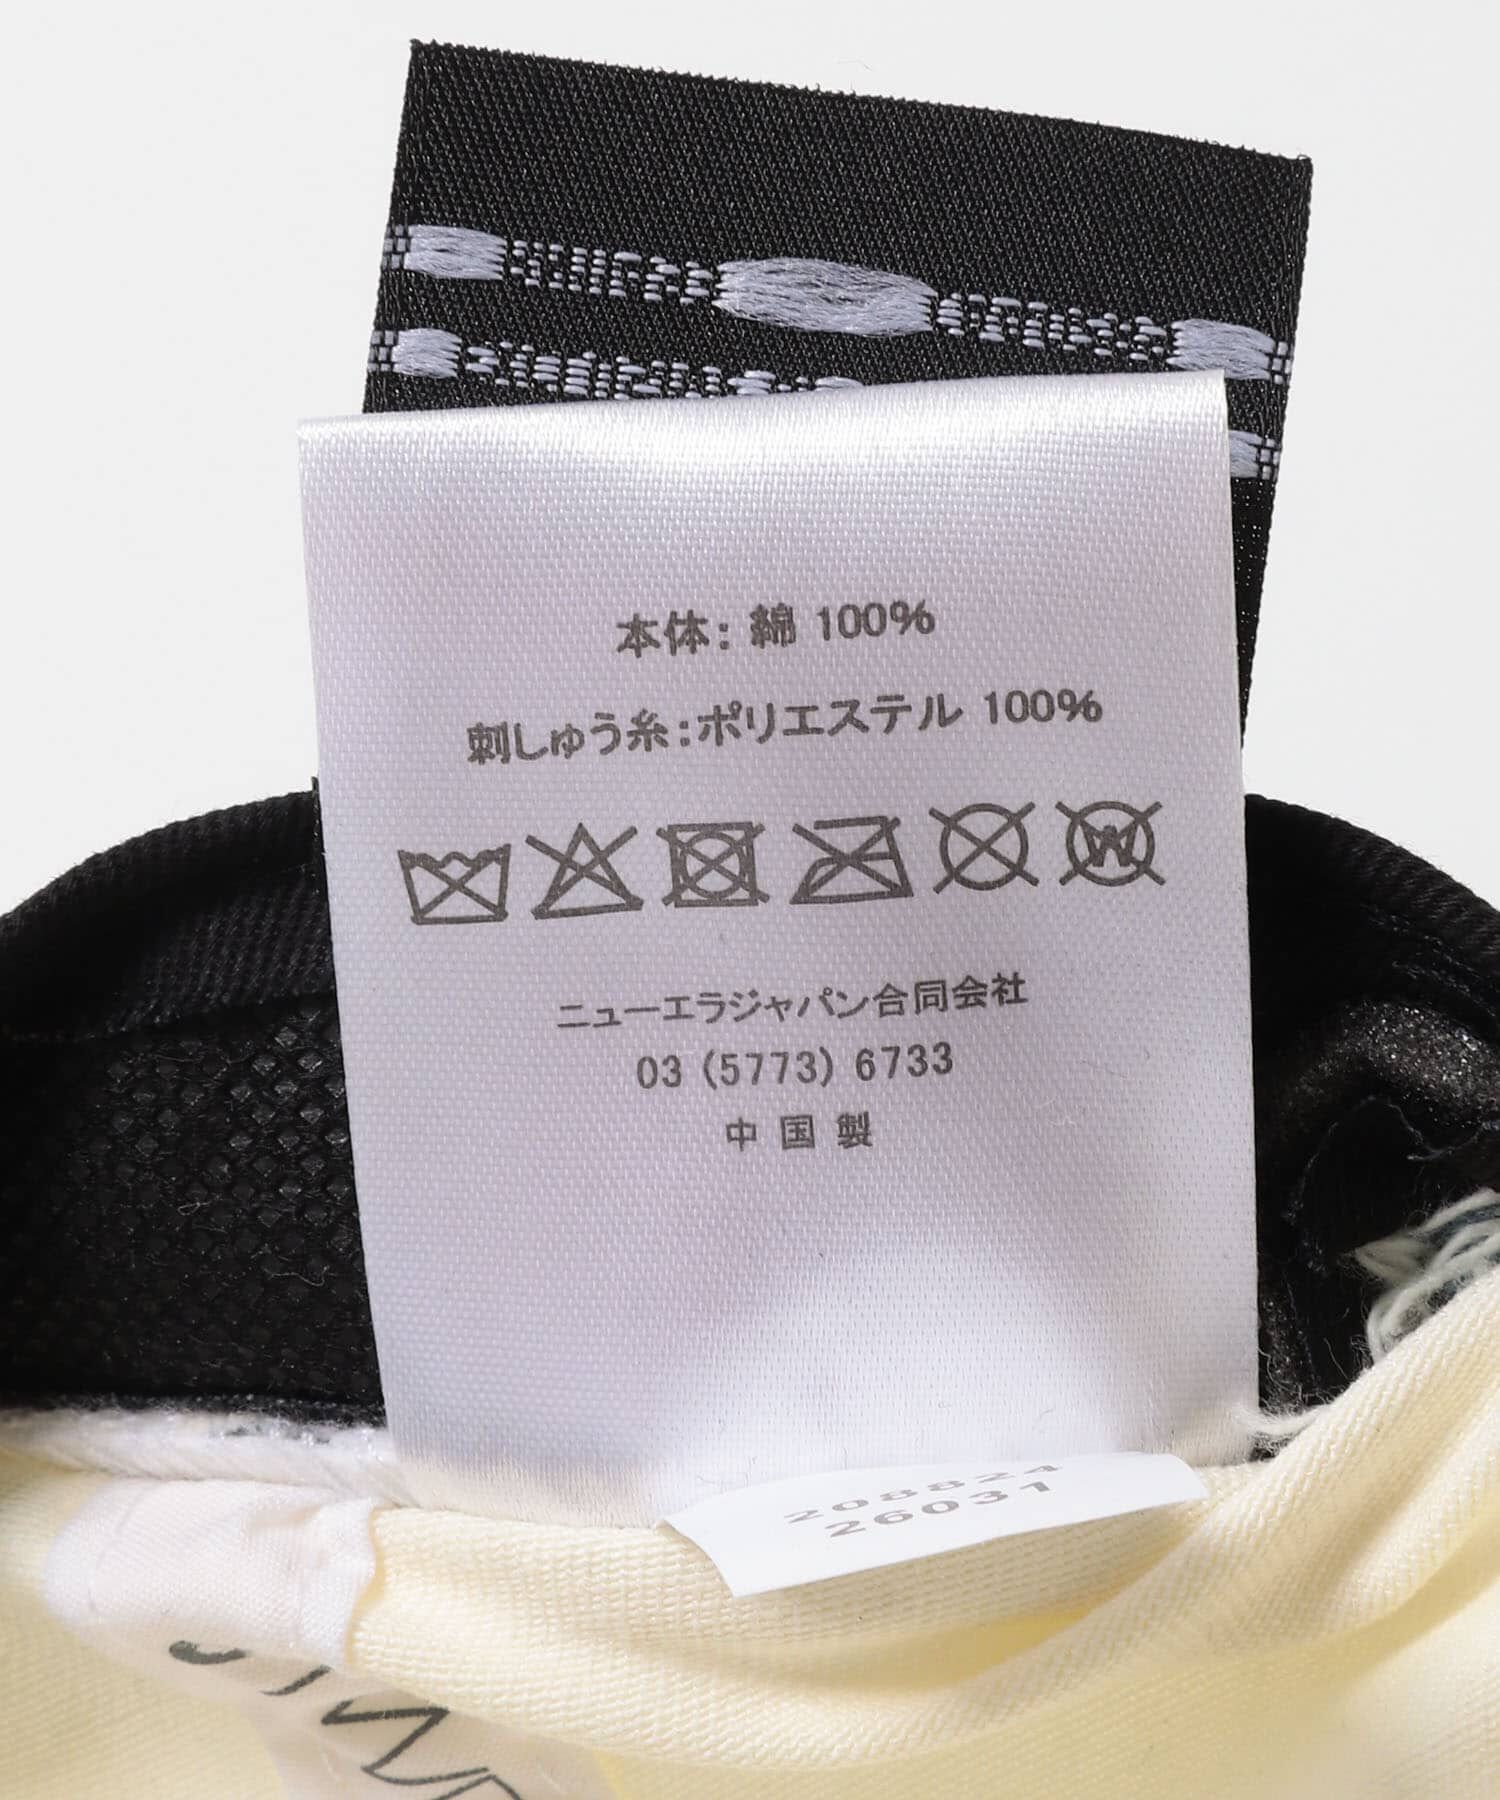 本体: 綿 100%
刺しゅう糸:ポリエステル 100%
ニューエラジャパン合同会社
03 (5773) 6733
中国製
208824
26031